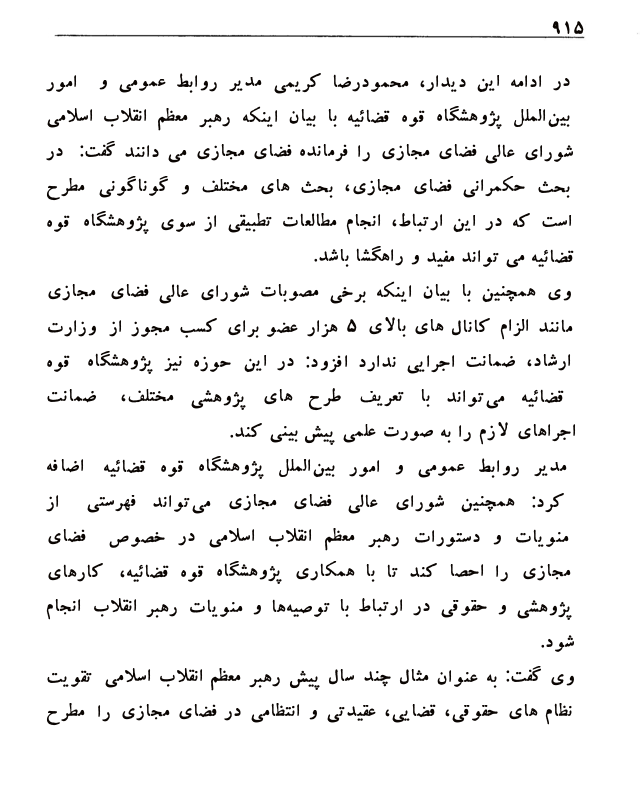 ۹۱۵
در ادامه این دیدار، محمودرضا کریمی مدیر روابط عمومی و امور
بین‌الملل پژوهشگاه قوه قضائیه با بیان اینکه رهبر معظم انقلاب اسلامی
شورای عالی فضای مجازی را فرمانده فضای مجازی می دانند گفت: در
بحث حکمرانی فضای مجازی، بحث های مختلف و گوناگونی مطرح
است که در این ارتباط، انجام مطالعات تطبیقی از سوی پژوهشگاه قوه
قضائیه می تواند مفید و راهگشا باشد.
وی همچنین با بیان اینکه برخی مصوبات شورای عالی فضای مجازی
مانند الزام کانال های بالای ۵ هزار عضو برای کسب مجوز از وزارت
ارشاد، ضمانت اجرایی ندارد افزود: در این حوزه نیز پژوهشگاه قوه
قضائیه می‌تواند با تعریف طرح های پژوهشی مختلف، ضمانت
اجراهای لازم را به صورت علمی پیش بینی کند.
مدیر روابط عمومی و امور بین‌الملل پژوهشگاه قوه قضائیه اضافه
کرد: همچنین شورای عالی فضای مجازی می‌تواند فهرستی از
منویات و دستورات رهبر معظم انقلاب اسلامی در خصوص فضای
مجازی را احصا کند تا با همکاری پژوهشگاه قوه قضائیه، کارهای
پژوهشی و حقوقی در ارتباط با توصیه‌ها و منویات رهبر انقلاب انجام
شود.
وی گفت: به عنوان مثال چند سال پیش رهبر معظم انقلاب اسلامی تقویت
نظام های حقوقی، قضایی، عقیدتی و انتظامی در فضای مجازی را مطرح